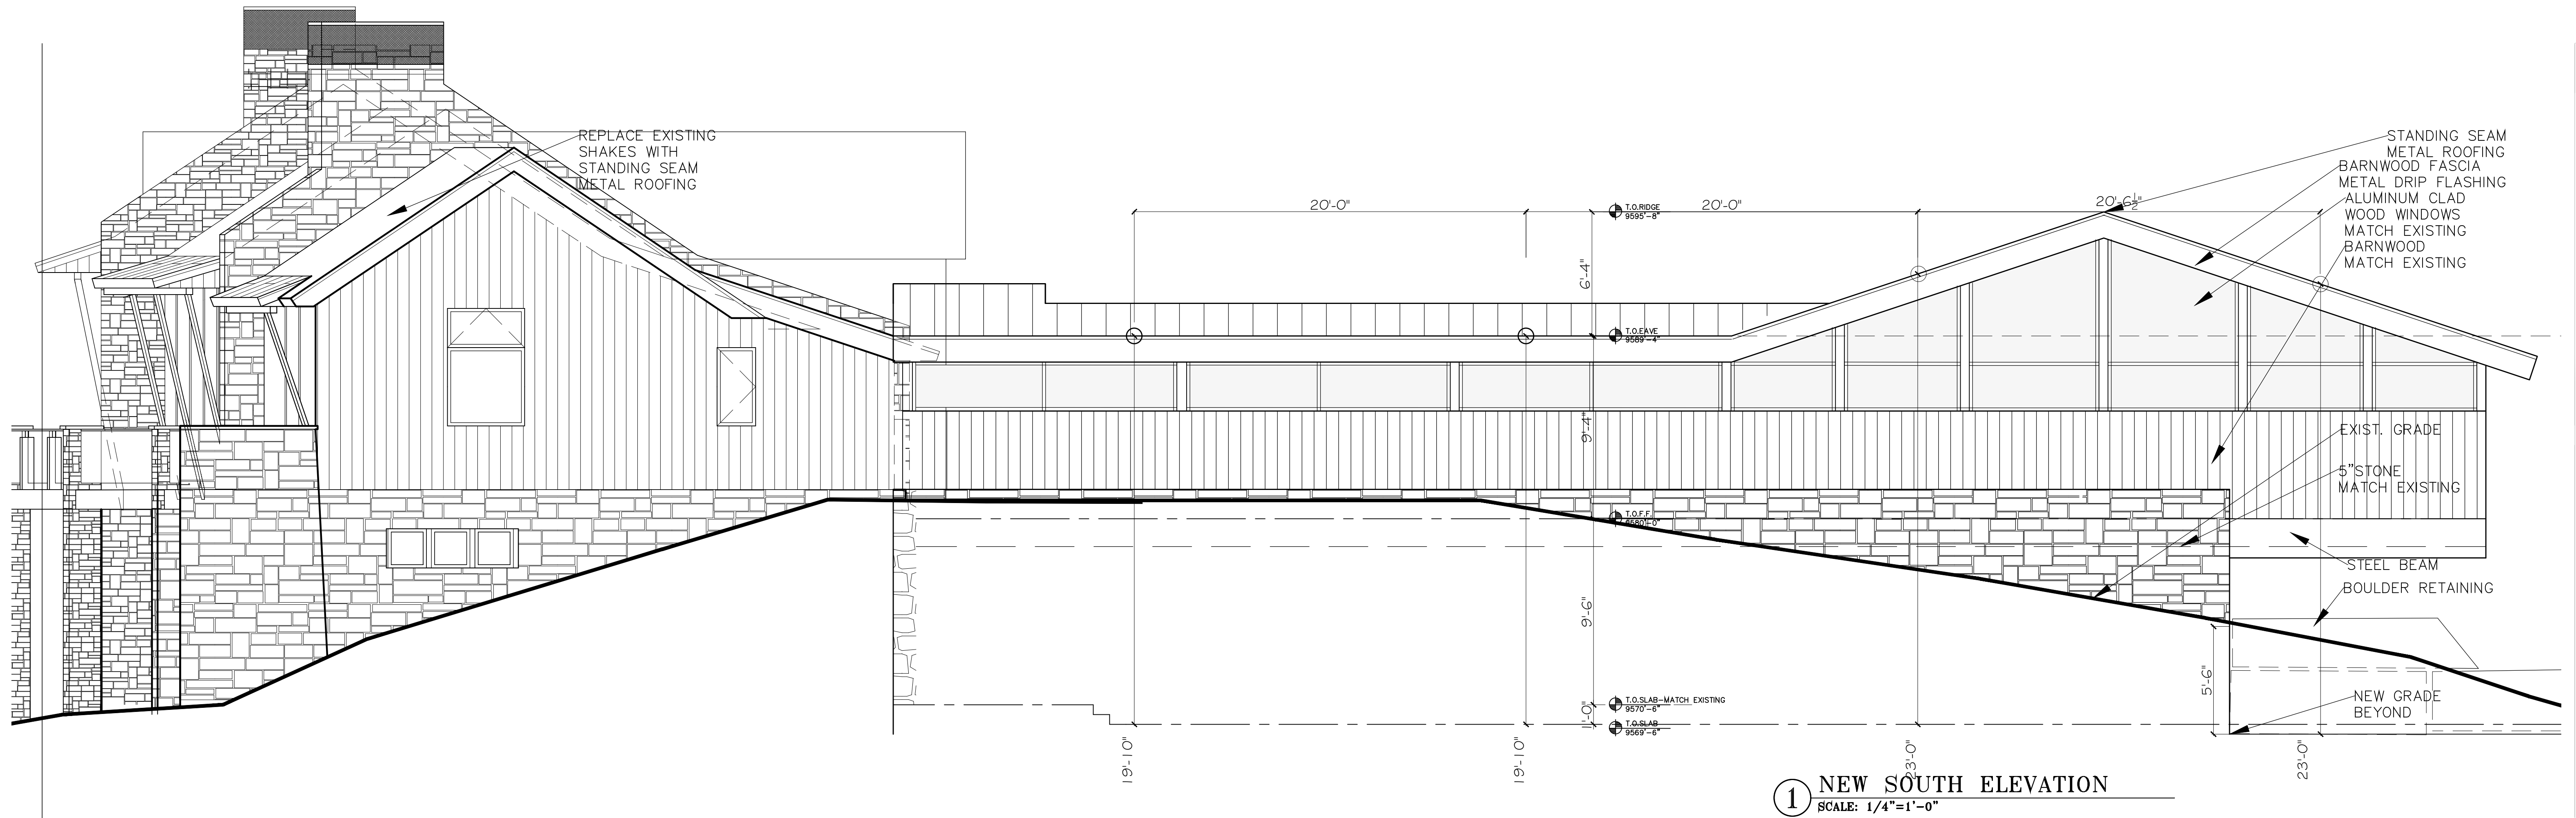 REPLACE EXISTING
SHAKES WITH
STANDING SEAM
METAL ROOFING
20'-0"
T.O.RIDGE
9595'-8"
20'-0"
20'-6½"
STANDING SEAM
METAL ROOFING
BARNWOOD FASCIA
METAL DRIP FLASHING
ALUMINUM CLAD
WOOD WINDOWS
MATCH EXISTING
BARNWOOD
MATCH EXISTING
6'-4"
T.O.EAVE
9589'-4"
9'-4"
EXIST. GRADE
5"STONE
MATCH EXISTING
T.O.F.F.
9580'-0"
STEEL BEAM
BOULDER RETAINING
9'-6"
5'-6"
T.O.SLAB-MATCH EXISTING
9570'-6"
1'-0"
T.O.SLAB
9569'-6"
NEW GRADE
BEYOND
19'-10"
19'-10"
23'-0"
23'-0"
1
NEW SOUTH ELEVATION
SCALE: 1/4"=1'-0"